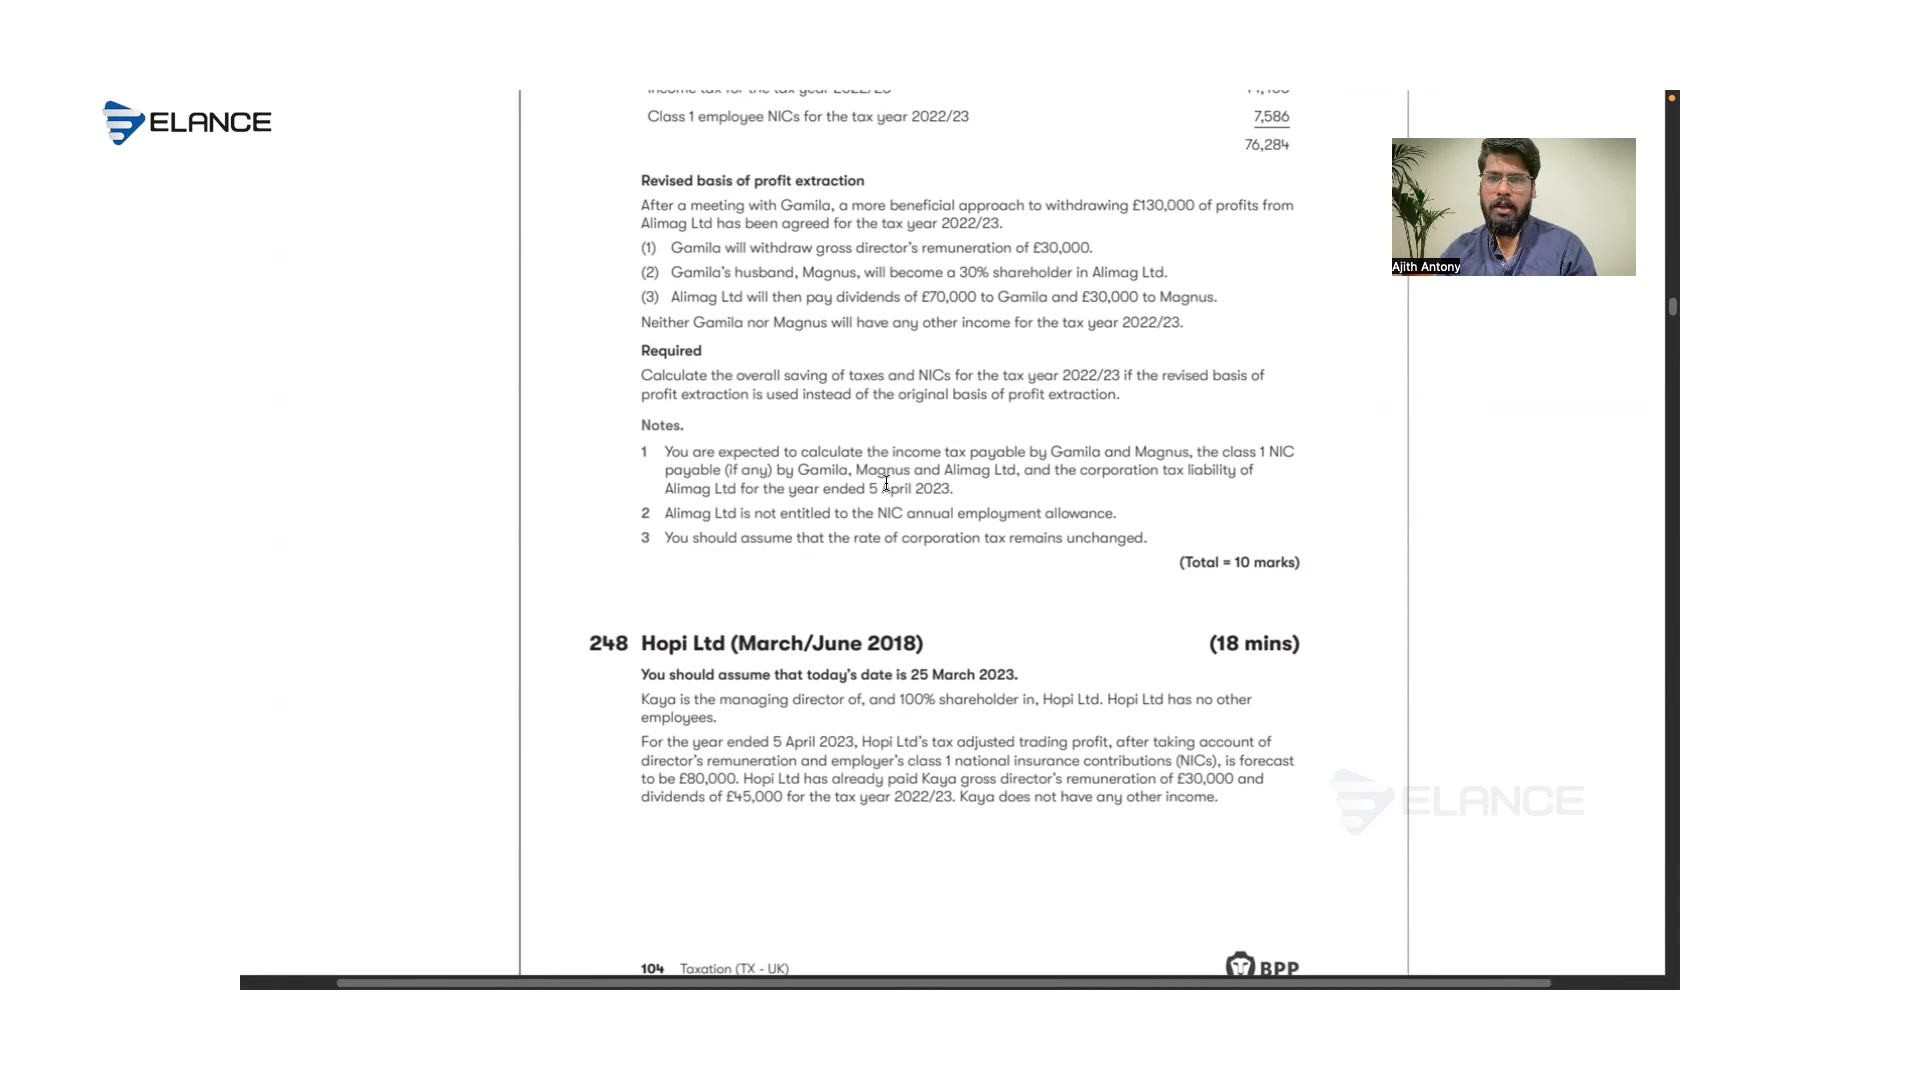 ELANCE
Class 1 employee NICs for the tax year 2022/23 7,586
76,284
Revised basis of profit extraction
After a meeting with Gamila, a more beneficial approach to withdrawing £130,000 of profits from
Alimag Ltd has been agreed for the tax year 2022/23.
(1) Gamila will withdraw gross director's remuneration of £30,000.
(2) Gamila's husband, Magnus, will become a 30% shareholder in Alimag Ltd.
(3) Alimag Ltd will then pay dividends of £70,000 to Gamila and £30,000 to Magnus.
Neither Gamila nor Magnus will have any other income for the tax year 2022/23.
Required
Calculate the overall saving of taxes and NICs for the tax year 2022/23 if the revised basis of
profit extraction is used instead of the original basis of profit extraction.
Notes.
1 You are expected to calculate the income tax payable by Gamila and Magnus, the class 1 NIC
payable (if any) by Gamila, Magnus and Alimag Ltd, and the corporation tax liability of
Alimag Ltd for the year ended 5 April 2023.
2 Alimag Ltd is not entitled to the NIC annual employment allowance.
3 You should assume that the rate of corporation tax remains unchanged.
(Total = 10 marks)
248 Hopi Ltd (March/June 2018) (18 mins)
You should assume that today's date is 25 March 2023.
Kaya is the managing director of, and 100% shareholder in, Hopi Ltd. Hopi Ltd has no other
employees.
For the year ended 5 April 2023, Hopi Ltd's tax adjusted trading profit, after taking account of
director's remuneration and employer's class 1 national insurance contributions (NICs), is forecast
to be £80,000. Hopi Ltd has already paid Kaya gross director's remuneration of £30,000 and
dividends of £45,000 for the tax year 2022/23. Kaya does not have any other income.
104 Taxation (TX - UK) BPP
Ajith Antony
ELANCE